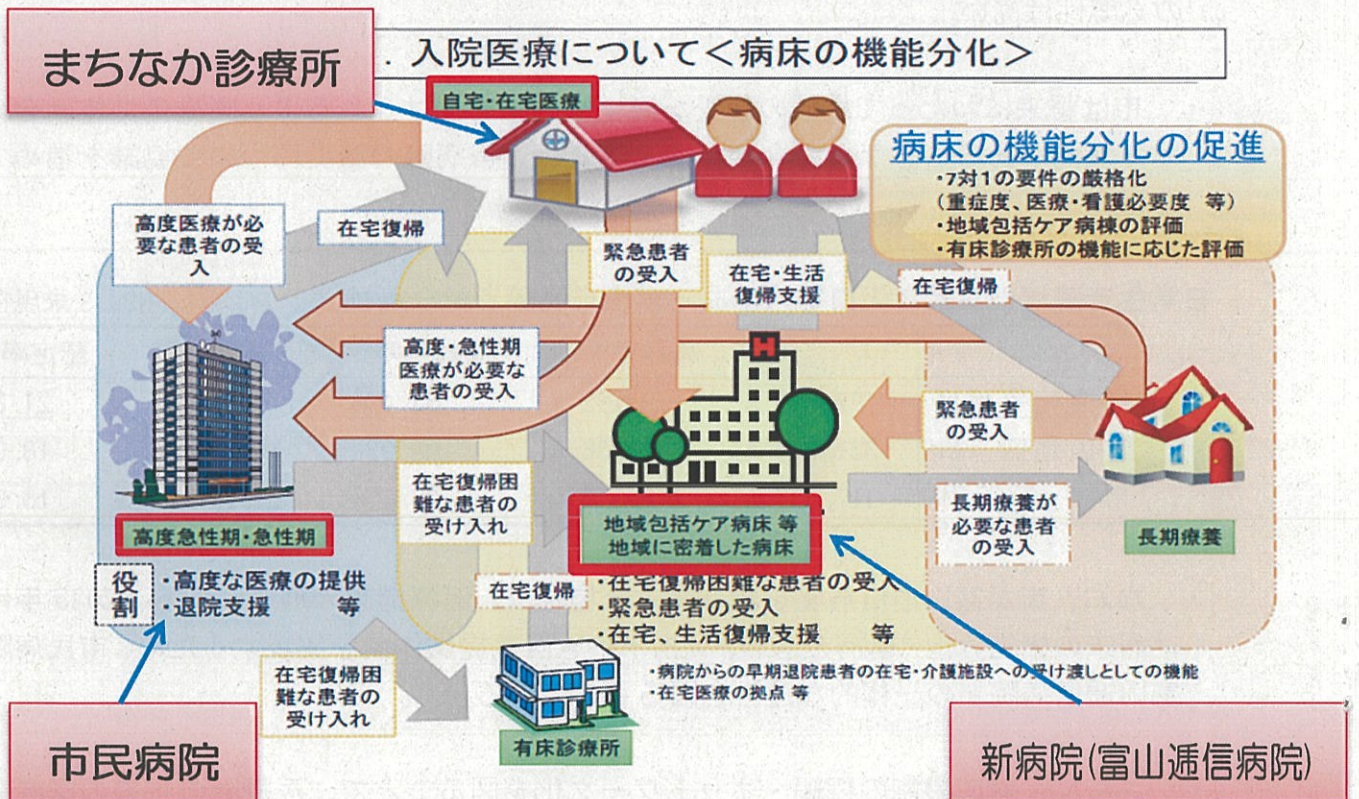 まちなか診療所
. 入院医療について＜病床の機能分化＞
自宅・在宅医療
病床の機能分化の促進
・7対1の要件の厳格化
(重症度、医療・看護必要度 等)
・地域包括ケア病棟の評価
・有床診療所の機能に応じた評価
高度医療が必
要な患者の受
入
在宅復帰
緊急患者
の受入
在宅・生活
復帰支援
在宅復帰
高度・急性期
医療が必要な
患者の受入
緊急患者
の受入
在宅復帰困
難な患者の
受け入れ
長期療養が
必要な患者
の受入
高度急性期・急性期
地域包括ケア病床 等
地域に密着した病床
長期療養
役
割
・高度な医療の提供
・退院支援 等
在宅復帰
・在宅復帰困難な患者の受入
・緊急患者の受入
・在宅、生活復帰支援 等
在宅復帰困
難な患者の
受け入れ
・病院からの早期退院患者の在宅・介護施設への受け渡しとしての機能
・在宅医療の拠点 等
有床診療所
市民病院
新病院(富山逓信病院)
H